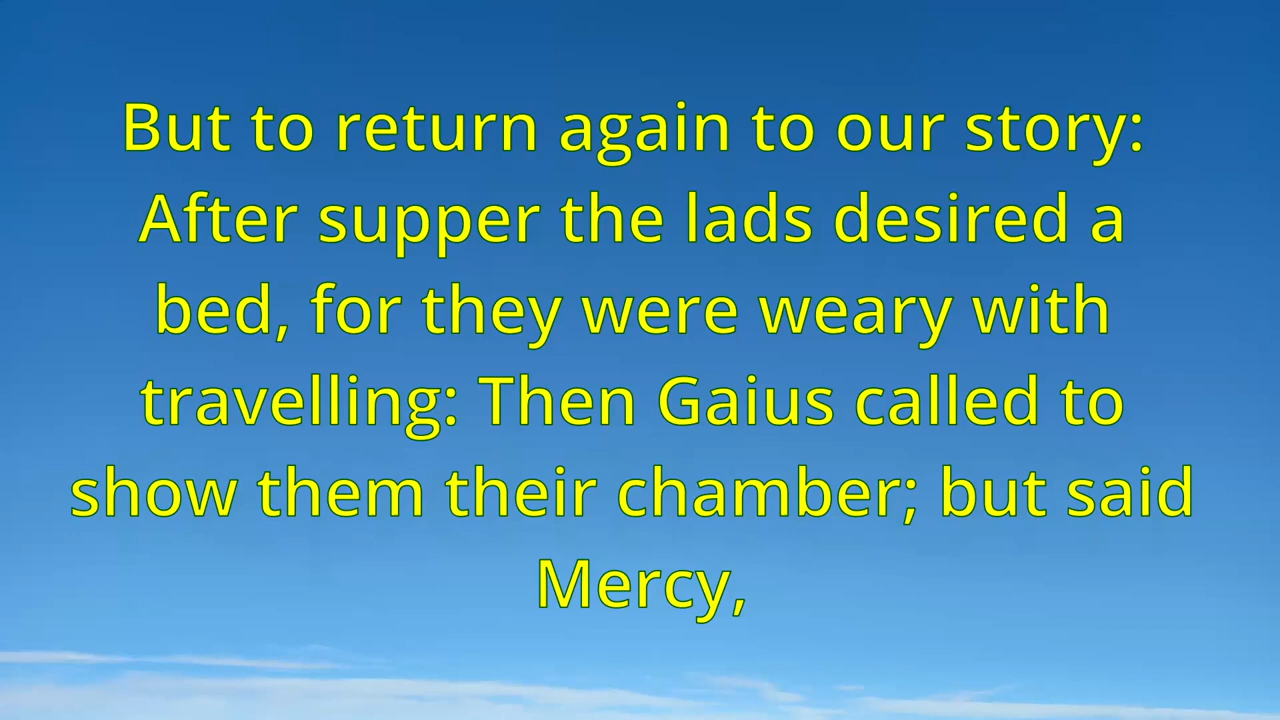 But to return again to our story:
After supper the lads desired a
bed, for they were weary with
travelling: Then Gaius called to
show them their chamber; but said
Mercy,